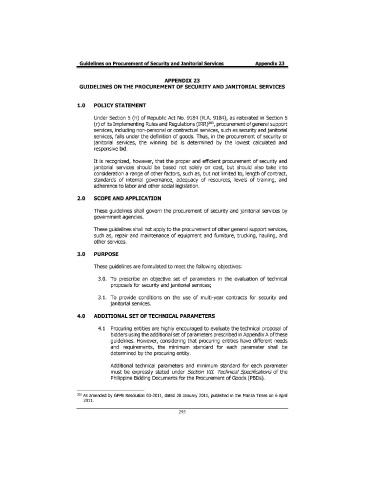 Guidelines on Procurement of Security and Janitorial Services Appendix 23
APPENDIX 23
GUIDELINES ON THE PROCUREMENT OF SECURITY AND JANITORIAL SERVICES
1.0 POLICY STATEMENT
Under Section 5 (h) of Republic Act No. 9184 (R.A. 9184), as reiterated in Section 5
(r) of its Implementing Rules and Regulations (IRR), procurement of general support
services, including non-personal or contractual services, such as security and janitorial
services, falls under the definition of goods. Thus, in the procurement of security or
janitorial services, the winning bid is determined by the lowest calculated and
responsive bid.
It is recognized, however, that the proper and efficient procurement of security and
janitorial services should be based not solely on cost, but should also take into
consideration a range of other factors, such as, but not limited to, length of contract,
standards of internal governance, adequacy of resources, levels of training, and
adherence to labor and other social legislation.
2.0 SCOPE AND APPLICATION
These guidelines shall govern the procurement of security and janitorial services by
government agencies.
These guidelines shall not apply to the procurement of other general support services,
such as, repair and maintenance of equipment and furniture, trucking, hauling, and
other services.
3.0 PURPOSE
These guidelines are formulated to meet the following objectives:
3.0. To prescribe an objective set of parameters in the evaluation of technical
proposals for security and janitorial services;
3.1. To provide conditions on the use of multi-year contracts for security and
janitorial services.
4.0 ADDITIONAL SET OF TECHNICAL PARAMETERS
4.1 Procuring entities are highly encouraged to evaluate the technical proposal of
bidders using the additional set of parameters prescribed in Appendix A of these
guidelines. However, considering that procuring entities have different needs
and requirements, the minimum standard for each parameter shall be
determined by the procuring entity.
Additional technical parameters and minimum standard for each parameter
must be expressly stated under Section VII. Technical Specifications of the
Philippine Bidding Documents for the Procurement of Goods (PBDs).
As amended by GPPB Resolution 03-2011, dated 28 January 2011, published in the Manila Times on 6 April
2011.